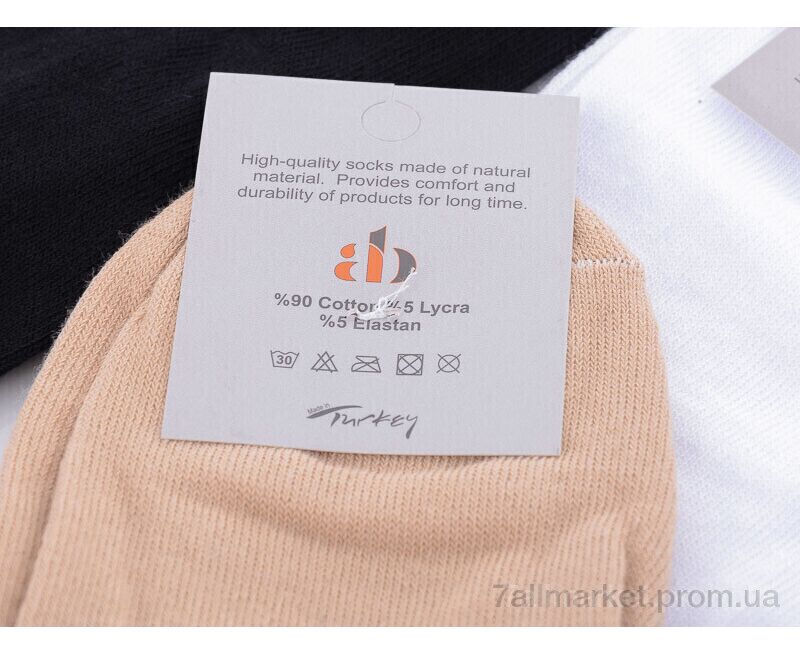 High-quality socks made of natural
material. Provides comfort and
durability of products for long time.
ab
%90 Cotton %5 Lycra
%5 Elastan
30
Made in
Turkey
7allmarket.prom.ua